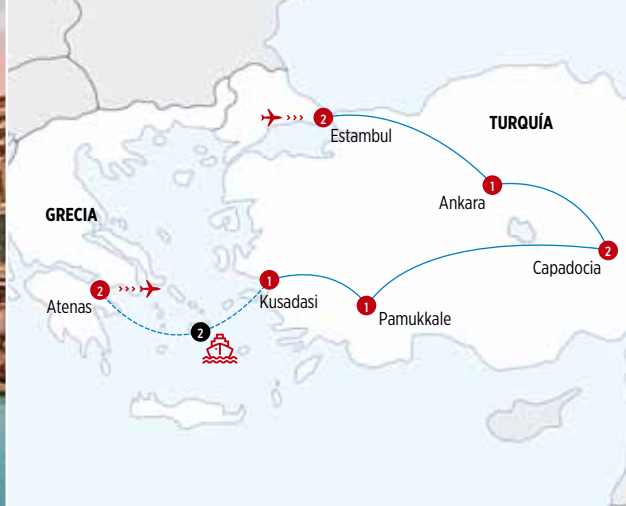 2
Estambul
TURQUÍA
1
Ankara
GRECIA
2
Capadocia
2
Atenas
1
Kusadasi
1
Pamukkale
2